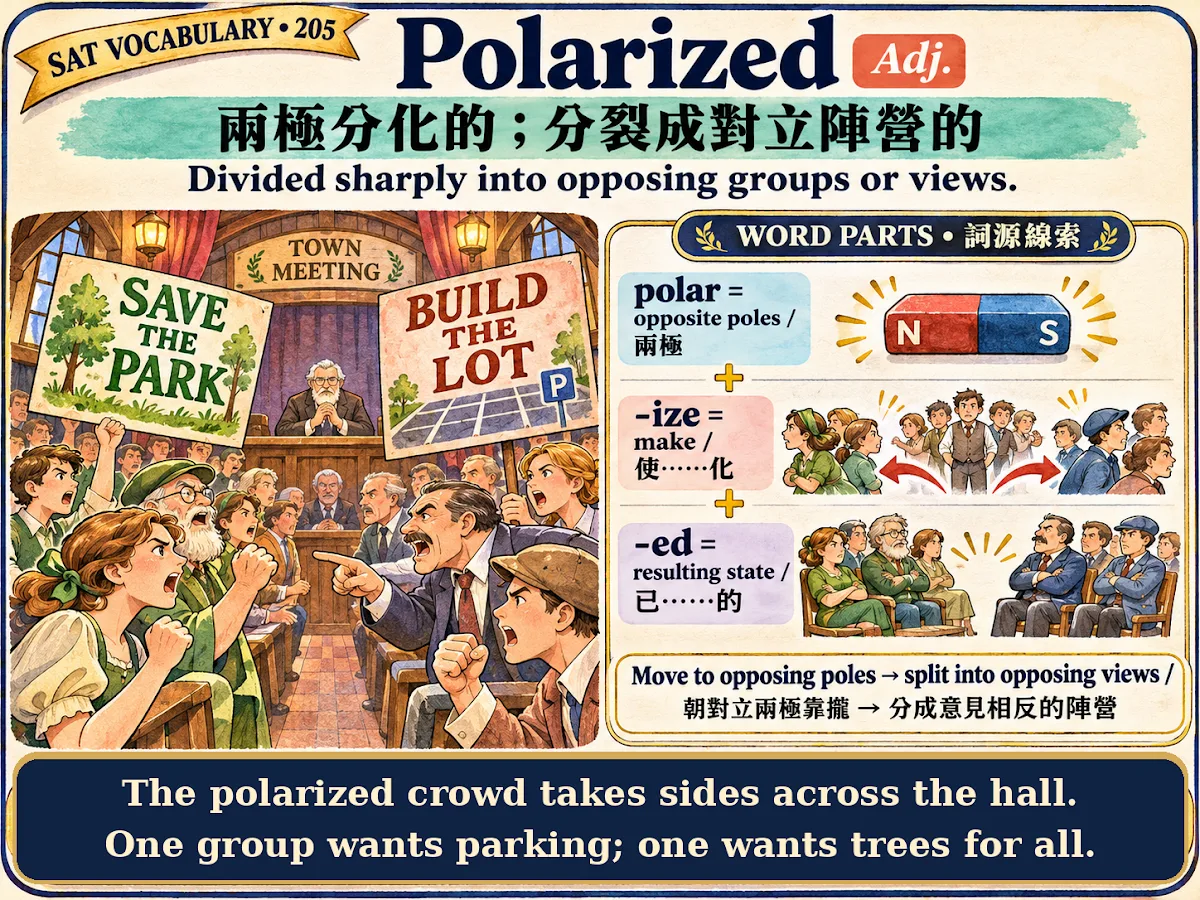 SAT VOCABULARY • 205
Polarized
Adj.
兩極分化的；分裂成對立陣營的
Divided sharply into opposing groups or views.
TOWN
MEETING
SAVE
THE
PARK
BUILD
THE
LOT
P
WORD PARTS • 詞源線索
polar =
opposite poles /
兩極
N S
+
-ize =
make /
使……化
+
-ed =
resulting state /
已……的
Move to opposing poles → split into opposing views /
朝對立兩極靠攏 → 分成意見相反的陣營
The polarized crowd takes sides across the hall.
One group wants parking; one wants trees for all.